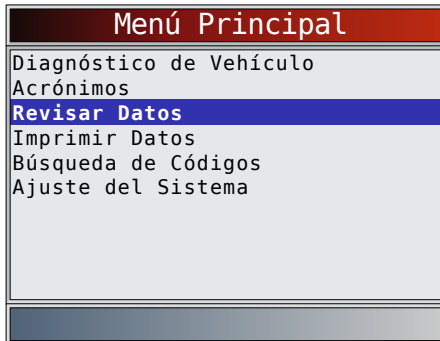 Menú Principal
Diagnóstico de Vehículo
Acrónimos
Revisar Datos
Imprimir Datos
Búsqueda de Códigos
Ajuste del Sistema